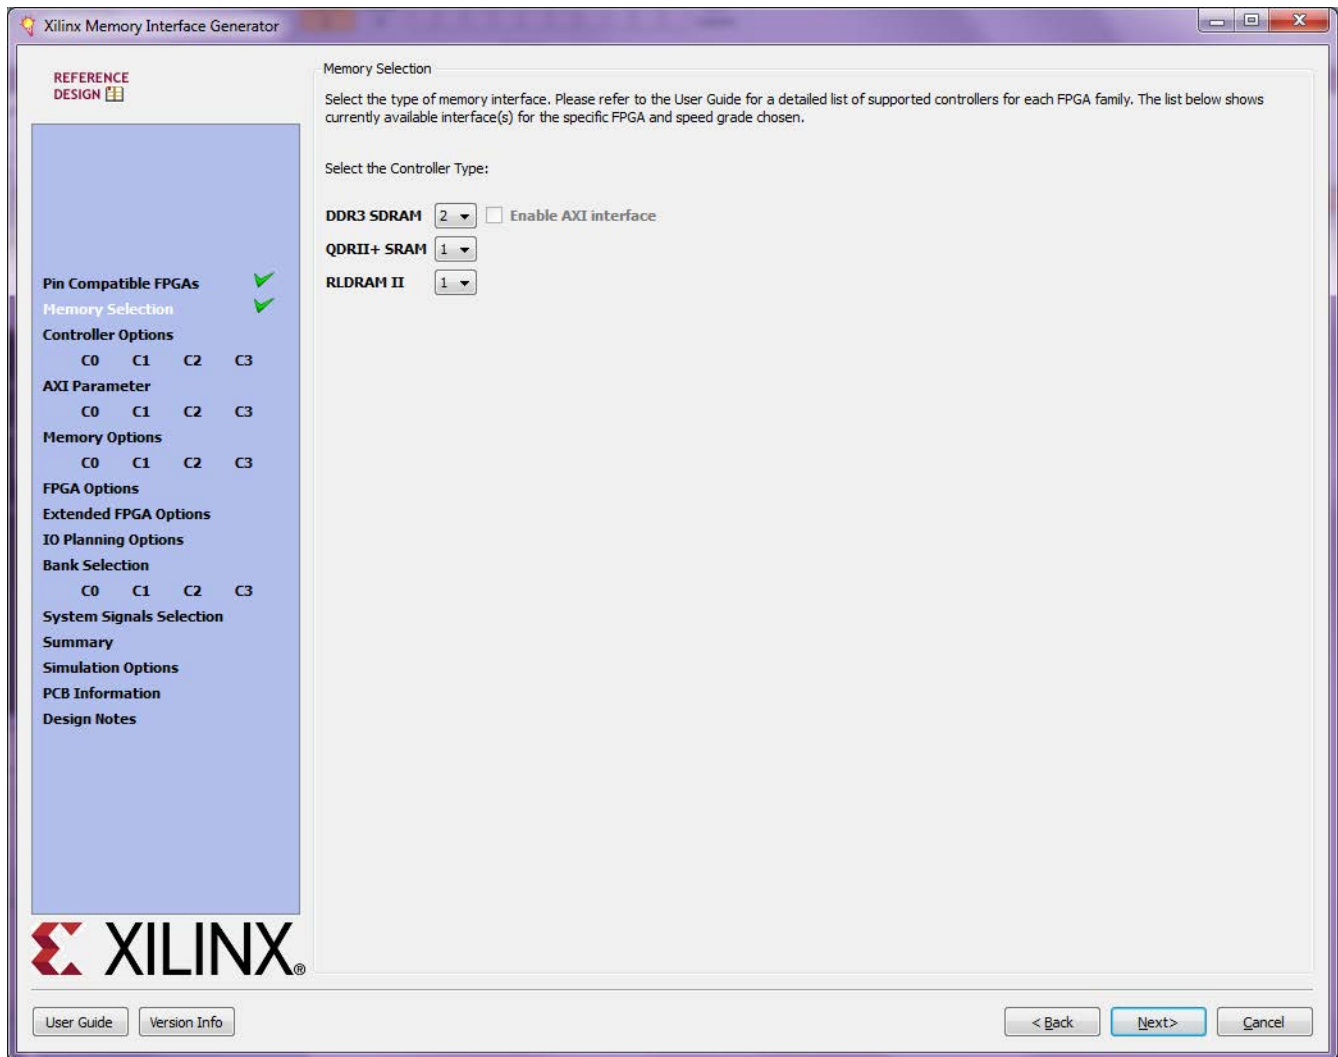 Xilinx Memory Interface Generator
REFERENCE
DESIGN
Pin Compatible FPGAs
Memory Selection
Controller Options
C0 C1 C2 C3
AXI Parameter
C0 C1 C2 C3
Memory Options
C0 C1 C2 C3
FPGA Options
Extended FPGA Options
IO Planning Options
Bank Selection
C0 C1 C2 C3
System Signals Selection
Summary
Simulation Options
PCB Information
Design Notes
XILINX®
Memory Selection
Select the type of memory interface. Please refer to the User Guide for a detailed list of supported controllers for each FPGA family. The list below shows
currently available interface(s) for the specific FPGA and speed grade chosen.
Select the Controller Type:
DDR3 SDRAM 2 Enable AXI interface
QDRII+ SRAM 1
RLDRAM II 1
User Guide Version Info < Back Next> Cancel